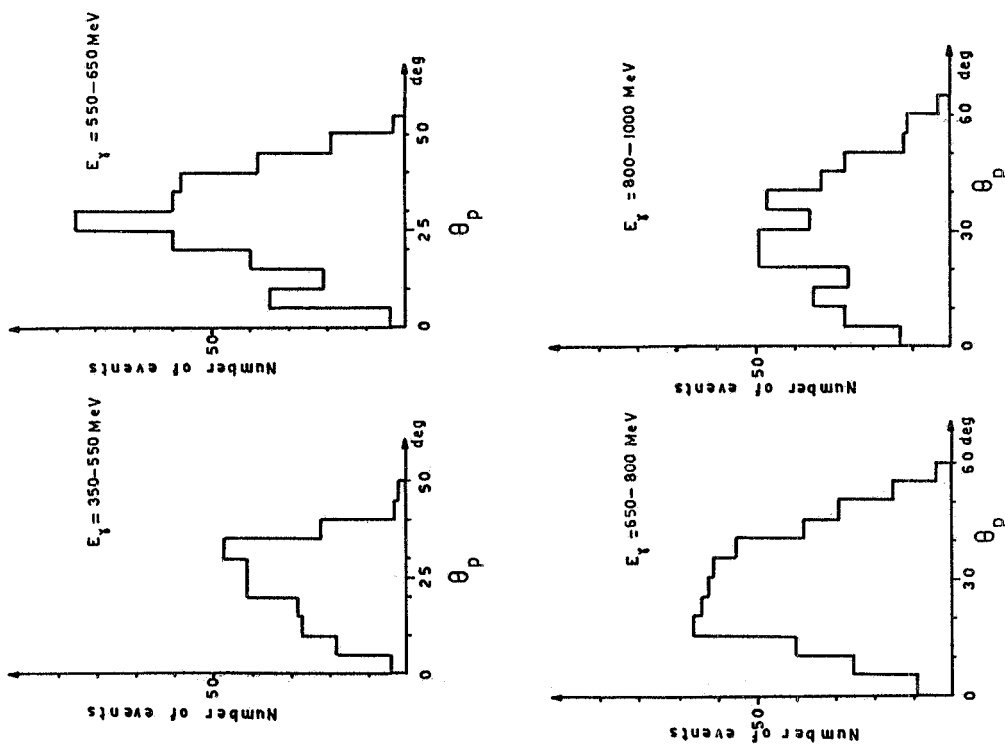 E_γ = 350–550 MeV
Number of events
50
0
25
50
deg
θ_p
E_γ = 550–650 MeV
Number of events
50
0
25
50
deg
θ_p
E_γ = 650–800 MeV
Number of events
50
0
30
60
deg
θ_p
E_γ = 800–1000 MeV
Number of events
50
0
30
60
deg
θ_p